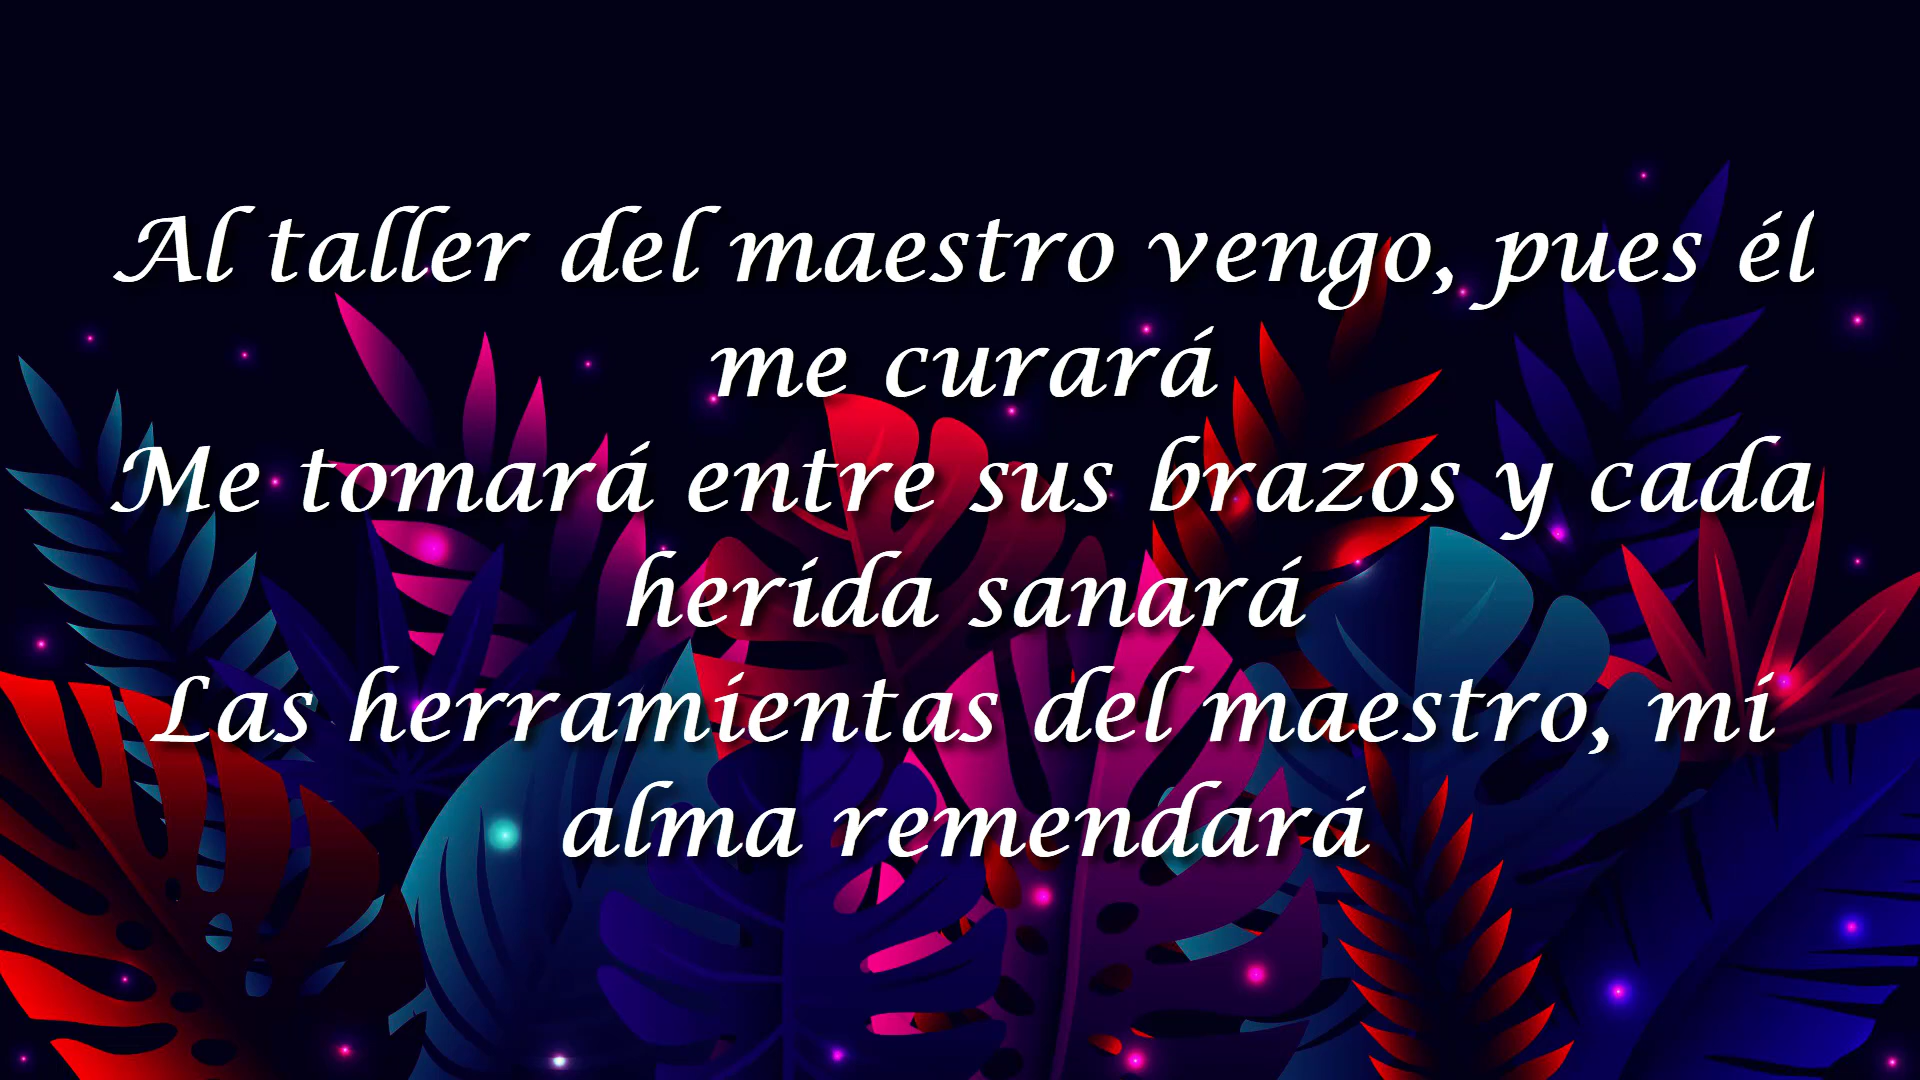 Al taller del maestro vengo, pues él
me curará
Me tomará entre sus brazos y cada
herida sanará
Las herramientas del maestro, mi
alma remendará